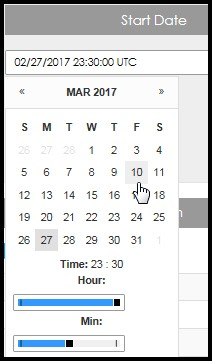 Start Date
02/27/2017 23:30:00 UTC
« MAR 2017 »
S M T W T F S
26 27 28 1 2 3 4
5 6 7 8 9 10 11
12 13 14 15 16 17 18
19 20 21 22 23 24 25
26 27 28 29 30 31 1
Time: 23 : 30
Hour:
Min: